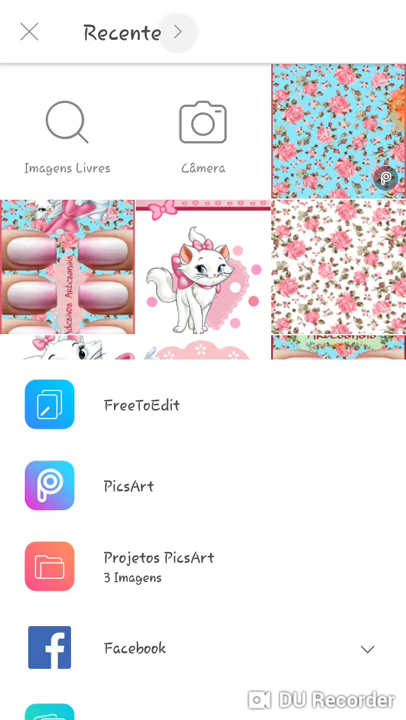 Recente
Imagens Livres
Câmera
FreeToEdit
PicsArt
Projetos PicsArt
3 Imagens
Facebook
DU Recorder